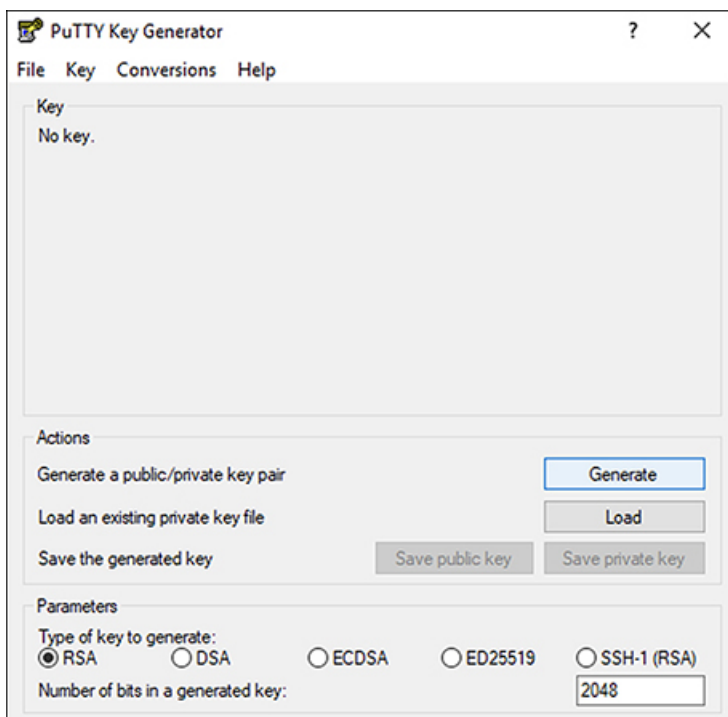 PuTTY Key Generator ?
File Key Conversions Help
Key
No key.
Actions
Generate a public/private key pair Generate
Load an existing private key file Load
Save the generated key Save public key Save private key
Parameters
Type of key to generate:
RSA DSA ECDSA ED25519 SSH-1 (RSA)
Number of bits in a generated key: 2048